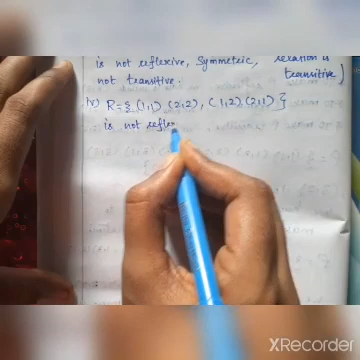 is not reflexive, Symmetric, relation is
not transitive. transitive)
iv) R={(1,1) (2,2), (1,2) (2,1)}
is not reflex
XRecorder